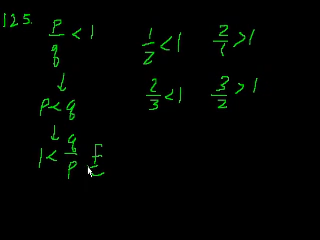 125. p/q < 1
↓
p < q
↓
1 < q/p E
1/2 < 1 2/1 > 1
2/3 < 1 3/2 > 1